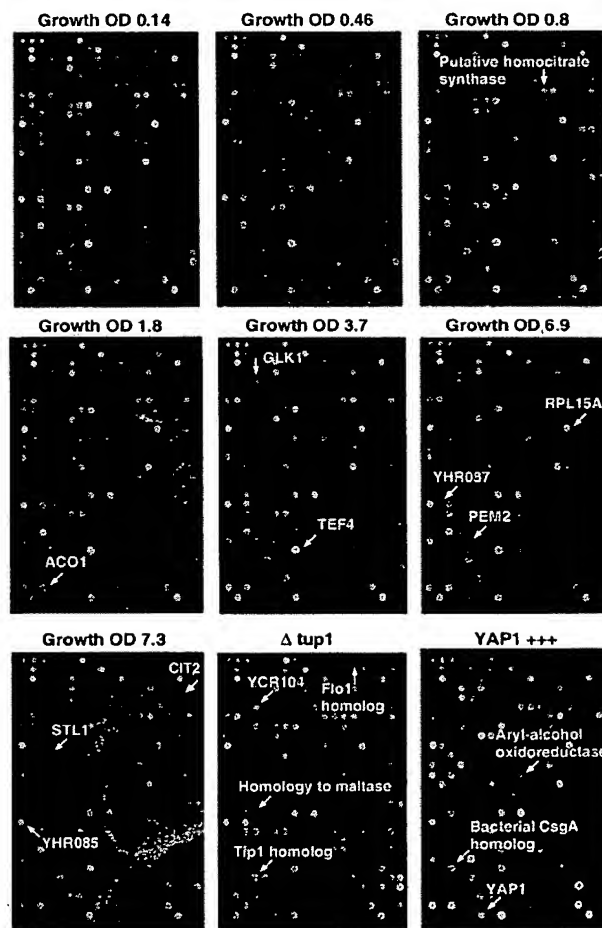 Growth OD 0.14
Growth OD 0.46
Growth OD 0.8
Putative homocitrate
synthase
Growth OD 1.8
Growth OD 3.7
Growth OD 6.9
GLK1
RPL15A
YHR087
PEM2
TEF4
ACO1
Growth OD 7.3
Δ tup1
YAP1 +++
CIT2
YCR104
Flo1
homolog
STL1
Aryl-alcohol
oxidoreductase
Homology to maltase
YHR085
Bacterial CsgA
homolog
Tip1 homolog
YAP1